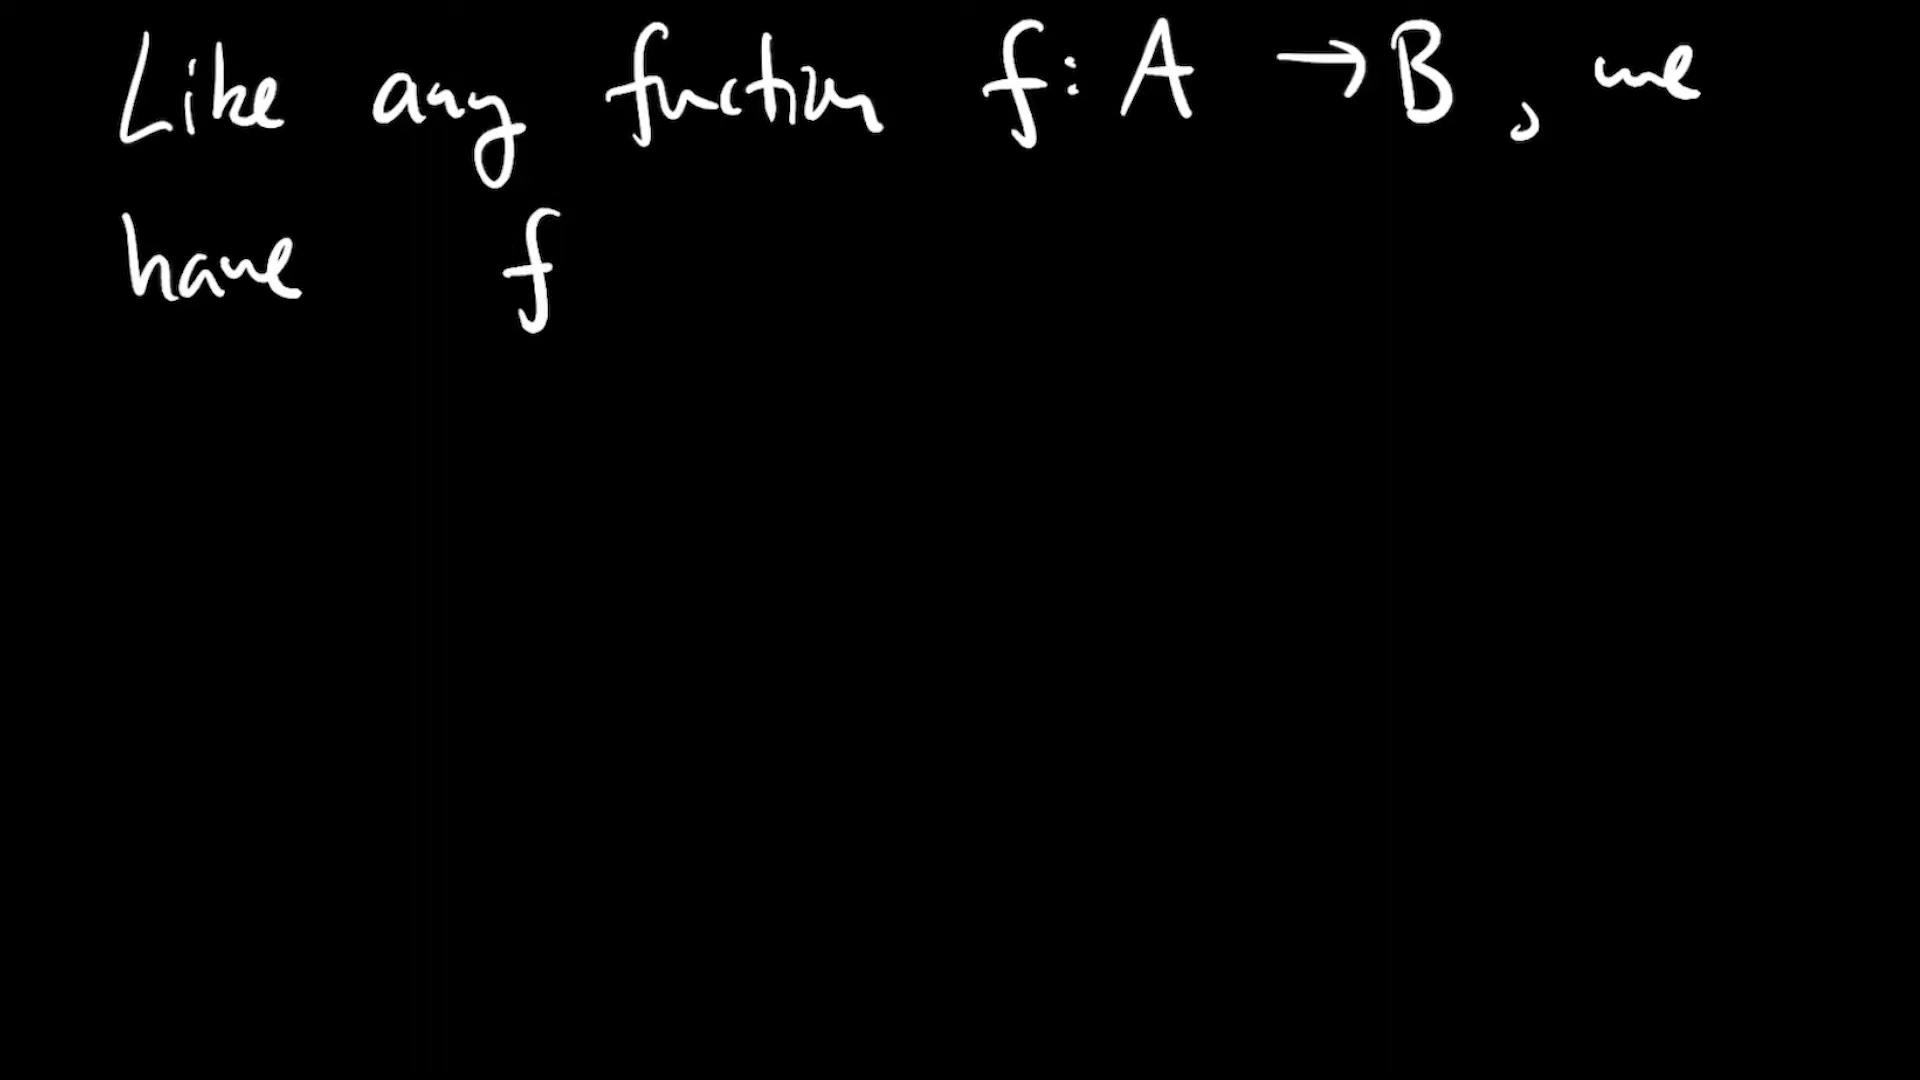 Like any function f: A → B, we
have f